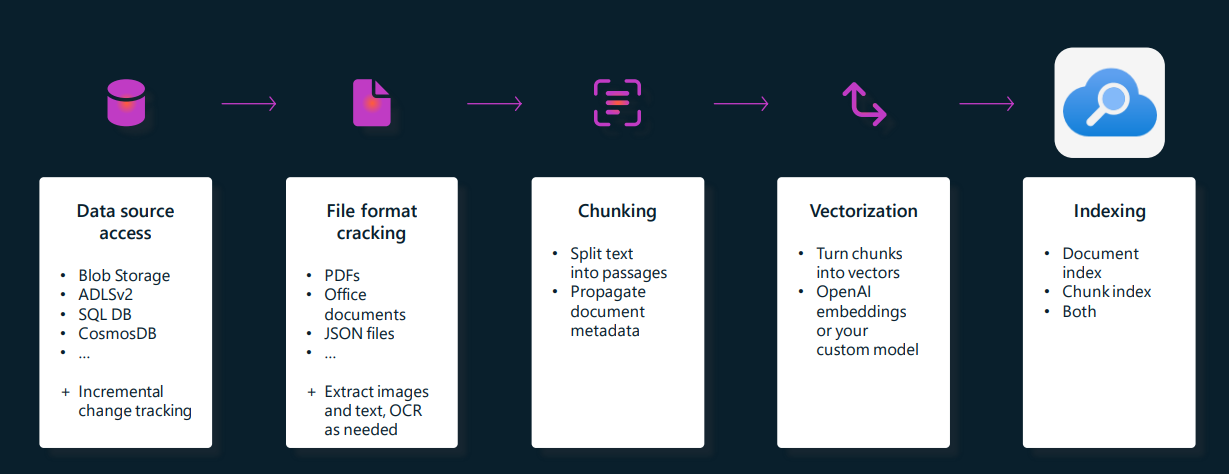 Data source
access
• Blob Storage
• ADLSv2
• SQL DB
• CosmosDB
• ...
+ Incremental
change tracking
File format
cracking
• PDFs
• Office
documents
• JSON files
• ...
+ Extract images
and text, OCR
as needed
Chunking
• Split text
into passages
• Propagate
document
metadata
Vectorization
• Turn chunks
into vectors
• OpenAI
embeddings
or your
custom model
Indexing
• Document
index
• Chunk index
• Both